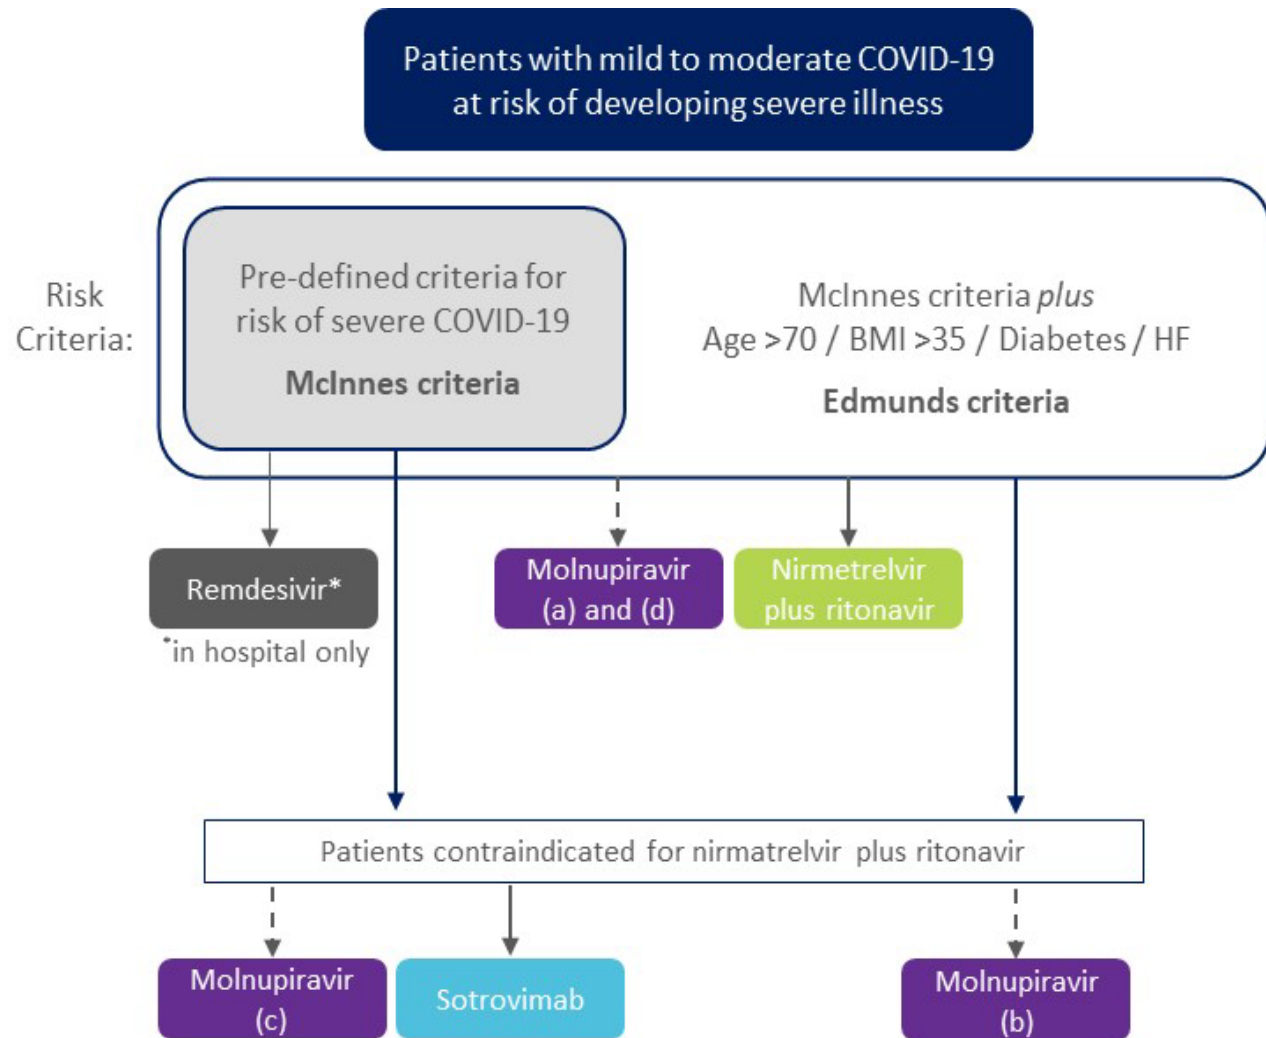 Patients with mild to moderate COVID-19
at risk of developing severe illness
Risk
Criteria:
Pre-defined criteria for
risk of severe COVID-19
McInnes criteria
McInnes criteria plus
Age >70 / BMI >35 / Diabetes / HF
Edmunds criteria
Remdesivir*
*in hospital only
Molnupiravir
(a) and (d)
Nirmetrelvir
plus ritonavir
Patients contraindicated for nirmatrelvir plus ritonavir
Molnupiravir
(c)
Sotrovimab
Molnupiravir
(b)